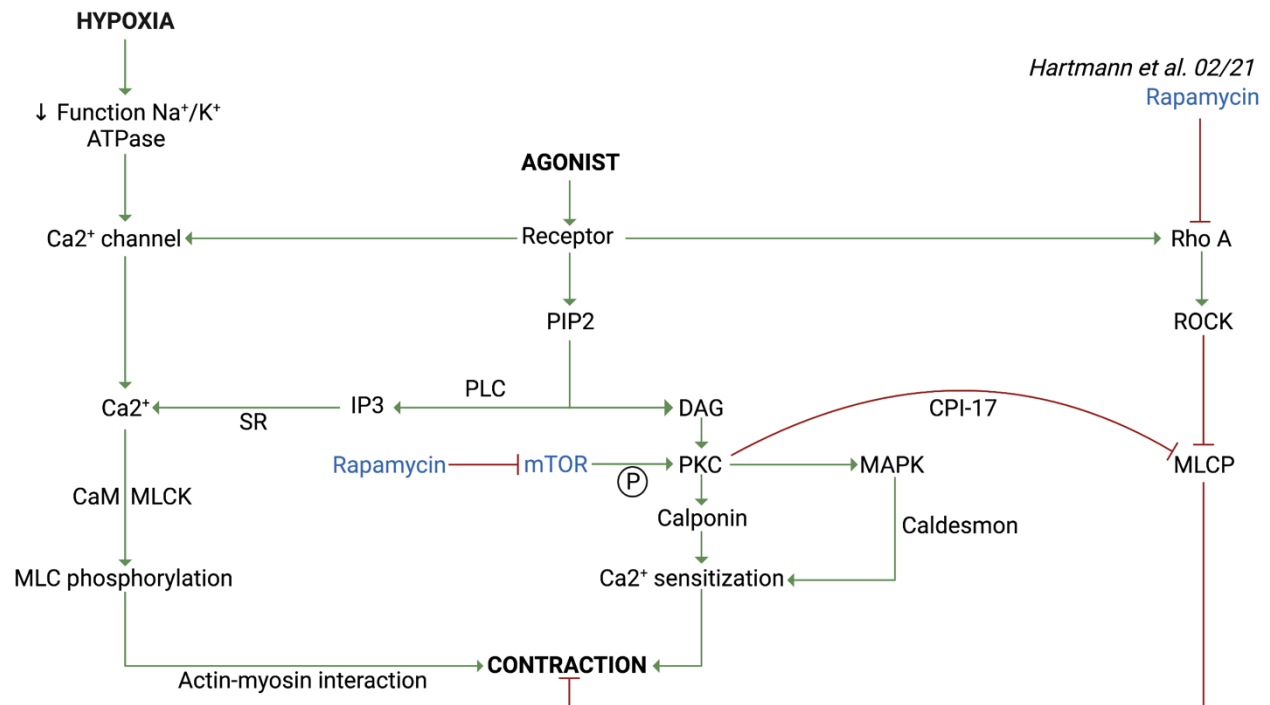 HYPOXIA
Hartmann et al. 02/21
Rapamycin
↓ Function Na⁺/K⁺
ATPase
AGONIST
Ca2⁺ channel
Receptor
Rho A
PIP2
ROCK
PLC
Ca2⁺
IP3
DAG
CPI-17
SR
Rapamycin
mTOR
PKC
MAPK
MLCP
P
CaM MLCK
Calponin
Caldesmon
MLC phosphorylation
Ca2⁺ sensitization
CONTRACTION
Actin-myosin interaction